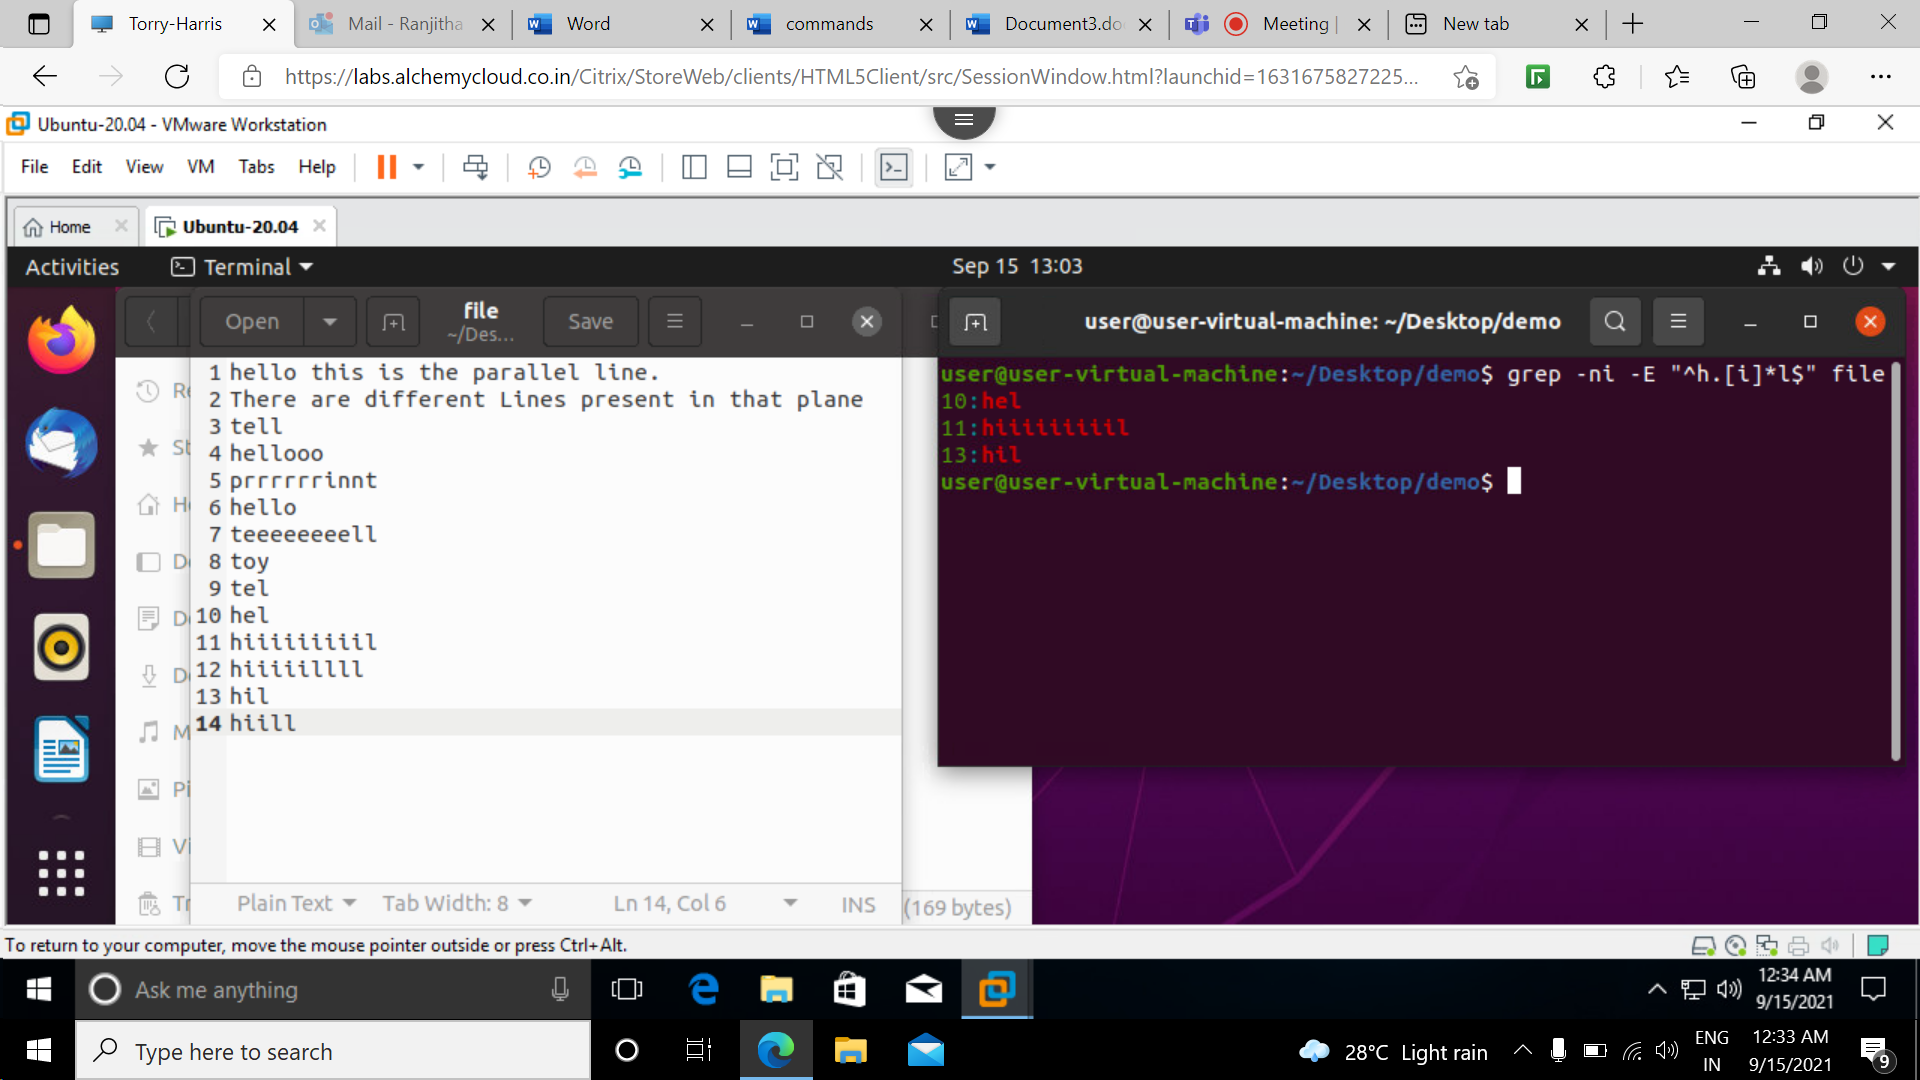 Torry-Harris
Mail - Ranjitha
Word
commands
Document3.do
Meeting |
New tab
https://labs.alchemycloud.co.in/Citrix/StoreWeb/clients/HTML5Client/src/SessionWindow.html?launchid=1631675827225...
Ubuntu-20.04 - VMware Workstation
File Edit View VM Tabs Help
Home
Ubuntu-20.04
Activities
Terminal
Sep 15 13:03
Open
file
~/Des...
Save
user@user-virtual-machine: ~/Desktop/demo
1 hello this is the parallel line.
2 There are different Lines present in that plane
3 tell
4 hellooo
5 prrrrrrinnt
6 hello
7 teeeeeeeell
8 toy
9 tel
10 hel
11 hiiiiiiiiil
12 hiiiiillll
13 hil
14 hiill
Plain Text
Tab Width: 8
Ln 14, Col 6
INS
(169 bytes)
user@user-virtual-machine:~/Desktop/demo$ grep -ni -E "^h.[i]*l$" file
10:hel
11:hiiiiiiiiil
13:hil
user@user-virtual-machine:~/Desktop/demo$
To return to your computer, move the mouse pointer outside or press Ctrl+Alt.
Ask me anything
12:34 AM
9/15/2021
Type here to search
28°C Light rain
ENG
IN
12:33 AM
9/15/2021
9